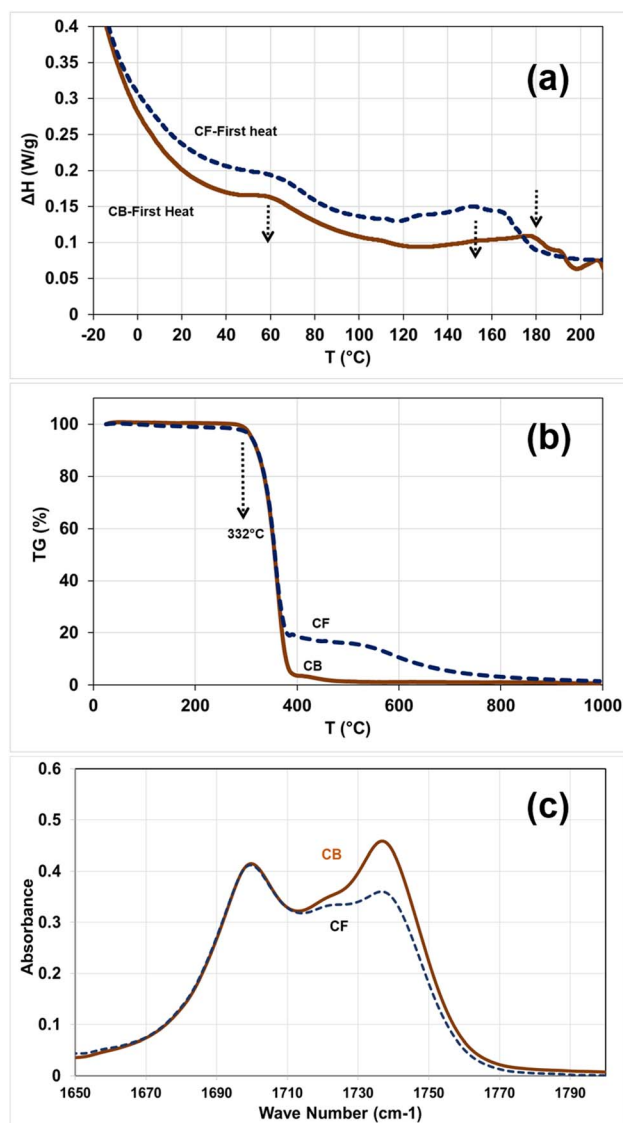 (a)
ΔH (W/g)
0.4
0.35
0.3
0.25
0.2
0.15
0.1
0.05
0
CF-First heat
CB-First Heat
-20 0 20 40 60 80 100 120 140 160 180 200
T (°C)
(b)
TG (%)
100
80
60
40
20
0
332°C
CF
CB
0 200 400 600 800 1000
T (°C)
(c)
Absorbance
0.6
0.5
0.4
0.3
0.2
0.1
0
CB
CF
1650 1670 1690 1710 1730 1750 1770 1790
Wave Number (cm-1)